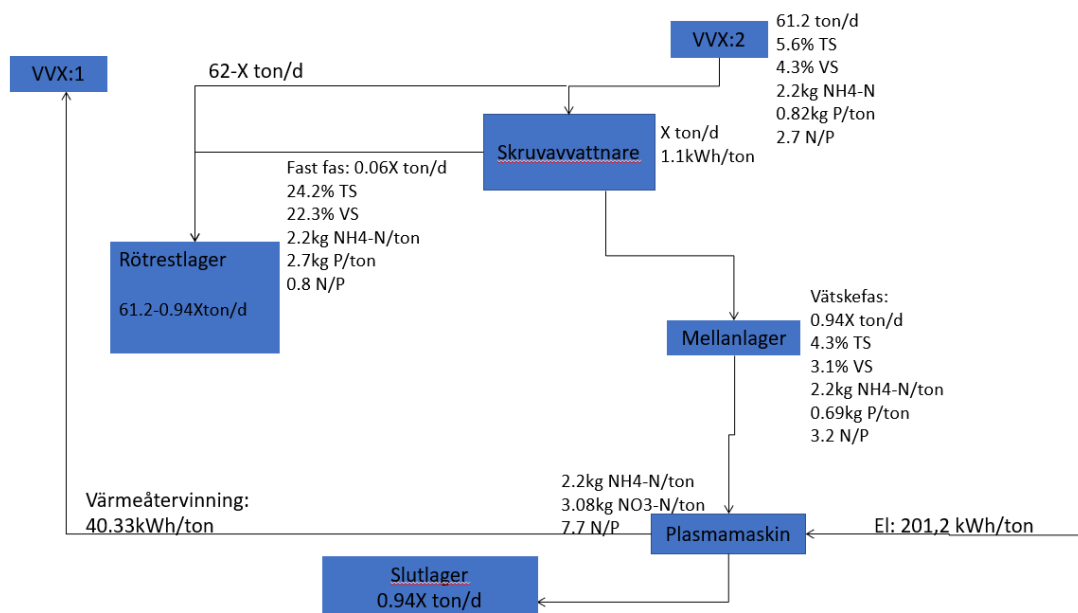 VVX:1
62-X ton/d
VVX:2
61.2 ton/d
5.6% TS
4.3% VS
2.2kg NH4-N
0.82kg P/ton
2.7 N/P
Skruvavvattnare
X ton/d
1.1kWh/ton
Fast fas: 0.06X ton/d
24.2% TS
22.3% VS
2.2kg NH4-N/ton
2.7kg P/ton
0.8 N/P
Rötrestlager
61.2-0.94Xton/d
Mellanlager
Vätskefas:
0.94X ton/d
4.3% TS
3.1% VS
2.2kg NH4-N/ton
0.69kg P/ton
3.2 N/P
Värmeåtervinning:
40.33kWh/ton
2.2kg NH4-N/ton
3.08kg NO3-N/ton
7.7 N/P
Plasmamaskin
El: 201,2 kWh/ton
Slutlager
0.94X ton/d